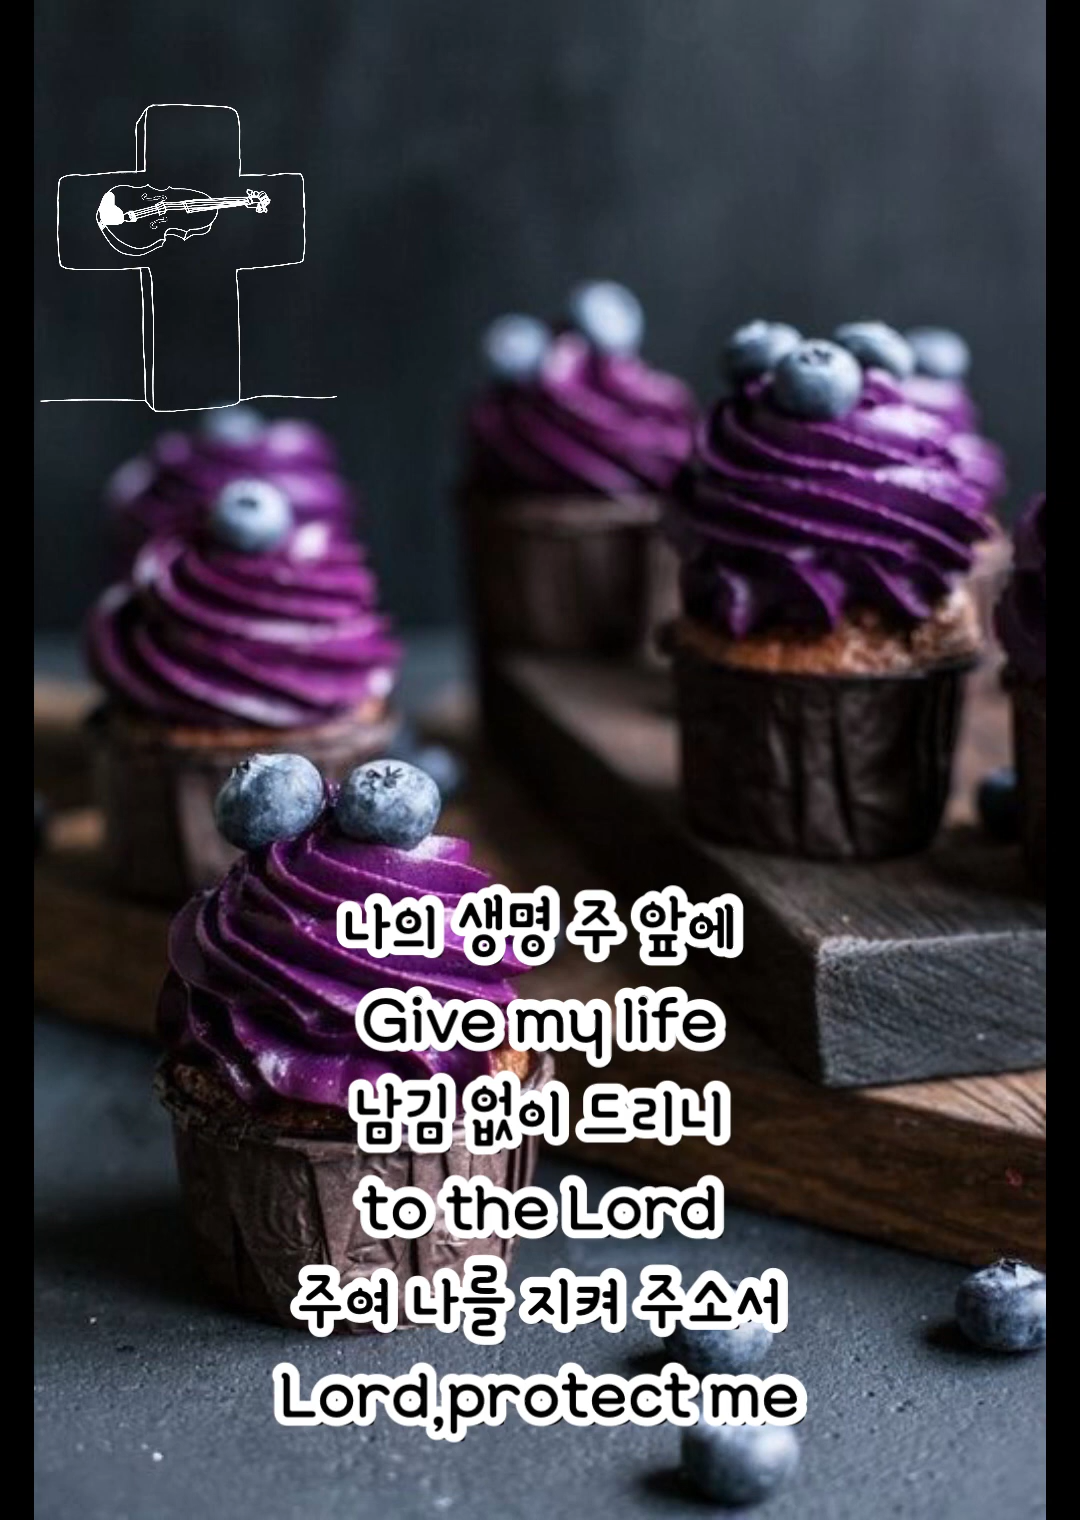 나의 생명 주 앞에
Give my life
남김 없이 드리니
to the Lord
주여 나를 지켜 주소서
Lord,protect me